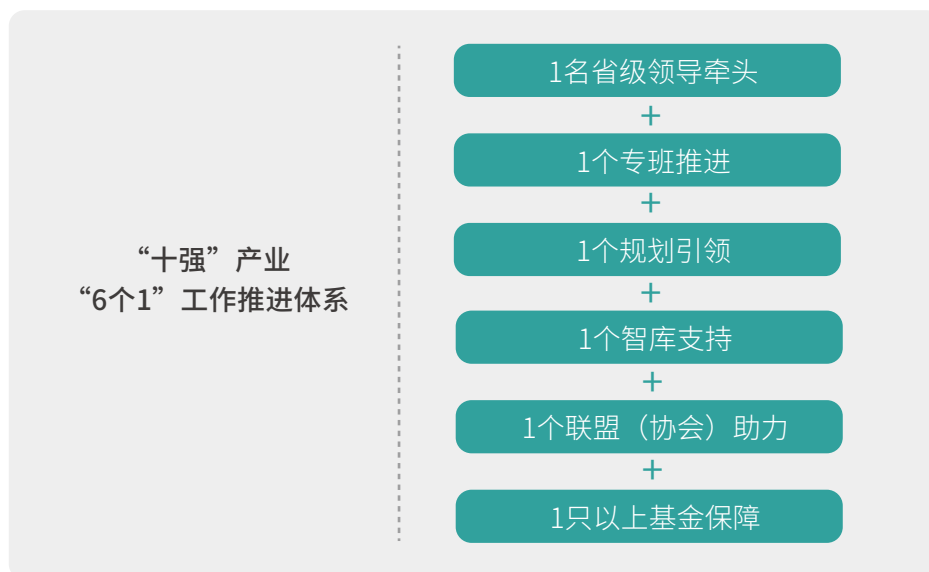 “十强”产业
“6个1”工作推进体系
1名省级领导牵头
+
1个专班推进
+
1个规划引领
+
1个智库支持
+
1个联盟（协会）助力
+
1只以上基金保障